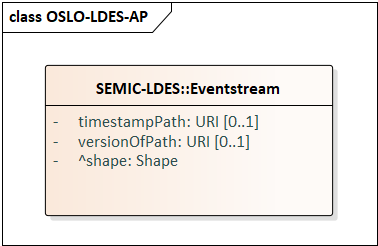 class OSLO-LDES-AP
SEMIC-LDES::Eventstream
- timestampPath: URI [0..1]
- versionOfPath: URI [0..1]
- ^shape: Shape